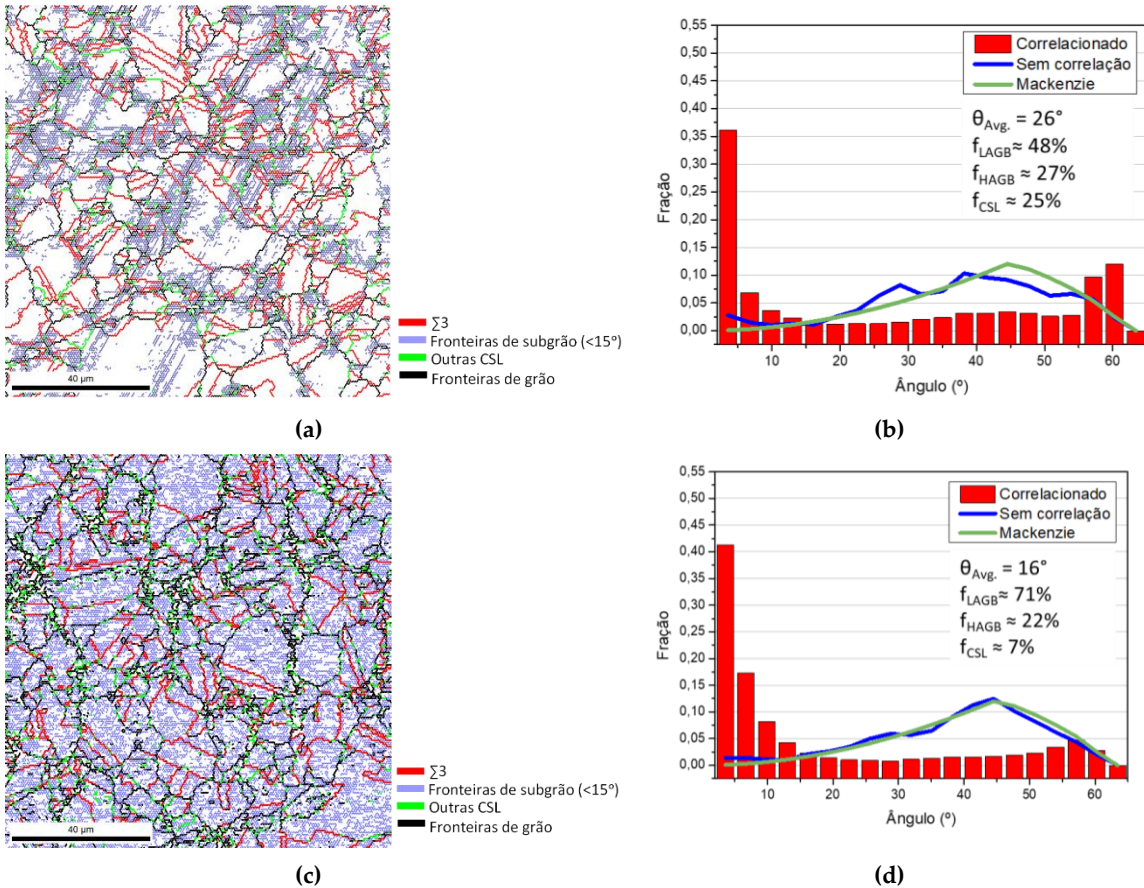 ∑3
Fronteiras de subgrão (<15º)
Outras CSL
Fronteiras de grão
40 µm
(a)
0,55
0,50
0,45
0,40
0,35
0,30
0,25
0,20
0,15
0,10
0,05
0,00
Fração
Correlacionado
Sem correlação
Mackenzie
θAvg. = 26°
fLAGB≈ 48%
fHAGB ≈ 27%
fCSL ≈ 25%
10 20 30 40 50 60
Ângulo (º)
(b)
∑3
Fronteiras de subgrão (<15º)
Outras CSL
Fronteiras de grão
40 µm
(c)
0,55
0,50
0,45
0,40
0,35
0,30
0,25
0,20
0,15
0,10
0,05
0,00
Fração
Correlacionado
Sem correlação
Mackenzie
θAvg. = 16°
fLAGB≈ 71%
fHAGB ≈ 22%
fCSL ≈ 7%
10 20 30 40 50 60
Ângulo (º)
(d)